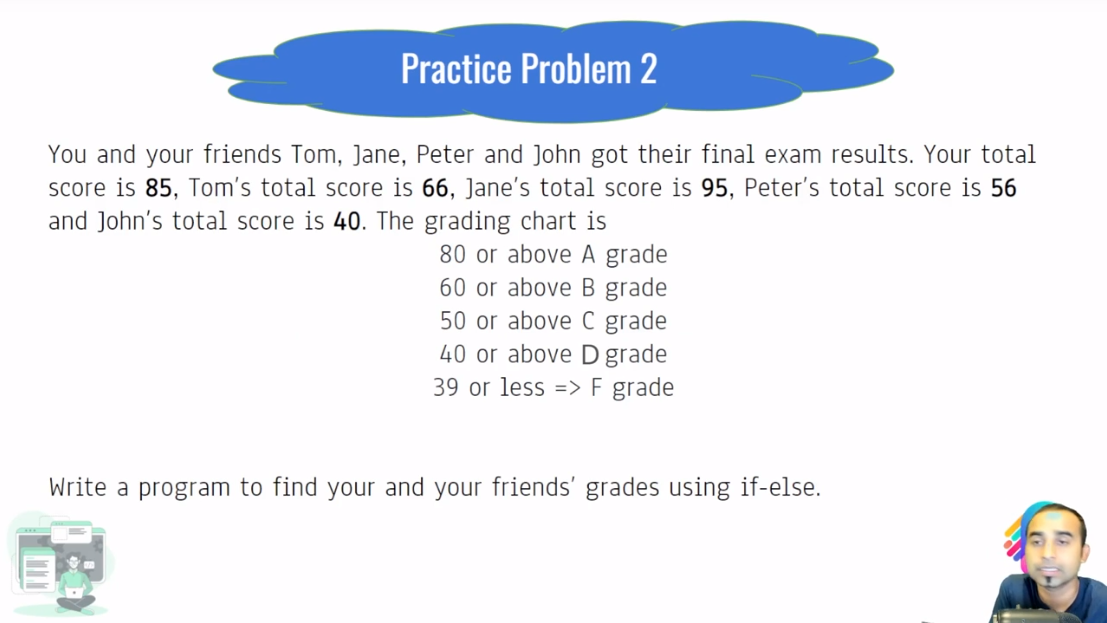 Practice Problem 2
You and your friends Tom, Jane, Peter and John got their final exam results. Your total
score is 85, Tom's total score is 66, Jane's total score is 95, Peter's total score is 56
and John's total score is 40. The grading chart is
80 or above A grade
60 or above B grade
50 or above C grade
40 or above D grade
39 or less => F grade
Write a program to find your and your friends' grades using if-else.